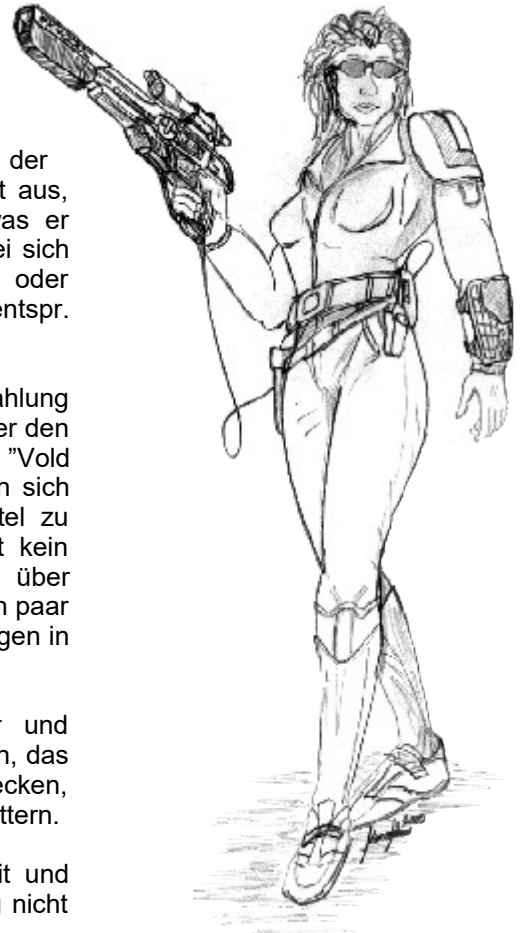 der
t aus,
was er
ei sich
oder
entspr.
ahlung
er den
"Vold
n sich
tel zu
t kein
über
n paar
gen in
und
n, das
ecken,
ttern.
it und
nicht